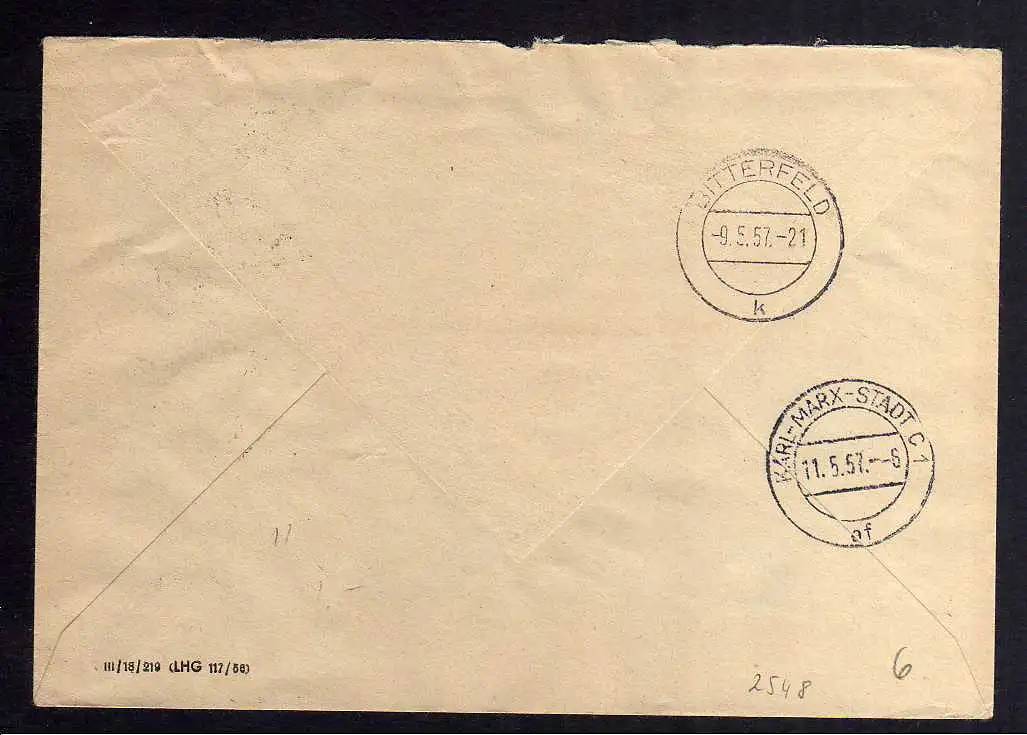 BITTERFELD
-9.5.57.-21
k
KARL-MARX-STADT C1
11.5.57.--6
af
III/18/219 (LHG 117/56)
2548
6